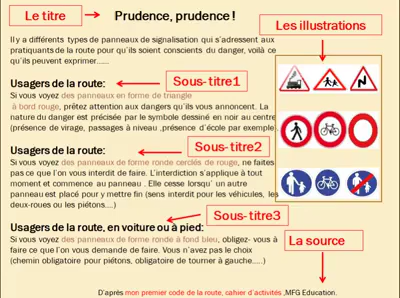 Le titre
Prudence, prudence !
Les illustrations
Il y a différents types de panneaux de signalisation qui s'adressent aux
pratiquants de la route pour qu'ils soient conscients du danger, voilà ce
qu'ils peuvent exprimer......
Usagers de la route:
Sous-titre1
Si vous voyez des panneaux en forme de triangle
à bord rouge, prêtez attention aux dangers qu'ils vous annoncent. La
nature du danger est précisée par le symbole dessiné en noir au centre
(présence de virage, passages à niveau ,présence d'école par exemple
Usagers de la route:
Sous-titre2
Si vous voyez des panneaux de forme ronde cerclés de rouge, ne faites
pas ce que l'on vous interdit de faire. L'interdiction s'applique à tout
moment et commence au panneau . Elle cesse lorsqu' un autre
panneau est placé pour y mettre fin (sens interdit pour les véhicules, les
deux-roues ou les piétons....)
Sous-titre3
Usagers de la route, en voiture ou à pied:
Si vous voyez des panneaux de forme ronde à fond bleu, obligez- vous à
faire ce que l'on vous demande de faire. Vous n'avez pas le choix
(chemin obligatoire pour piétons, obligatoire de tourner à gauche.....)
La source
D'après mon premier code de la route, cahier d'activités ,MFG Education.